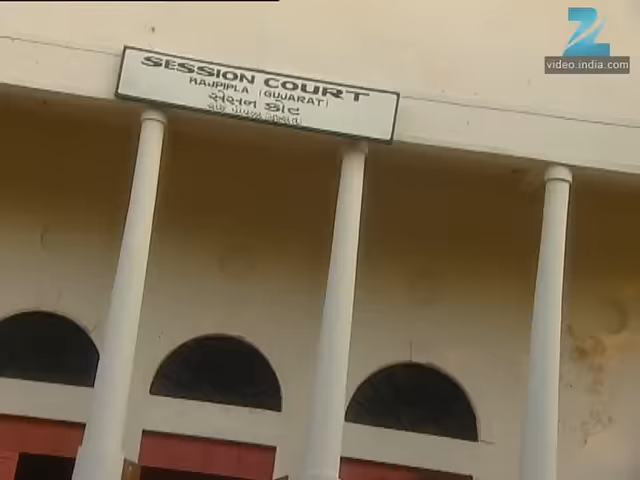 SESSION COURT
RAJPIPLA (GUJARAT)
સેસન કોર્ટ
video.india.com